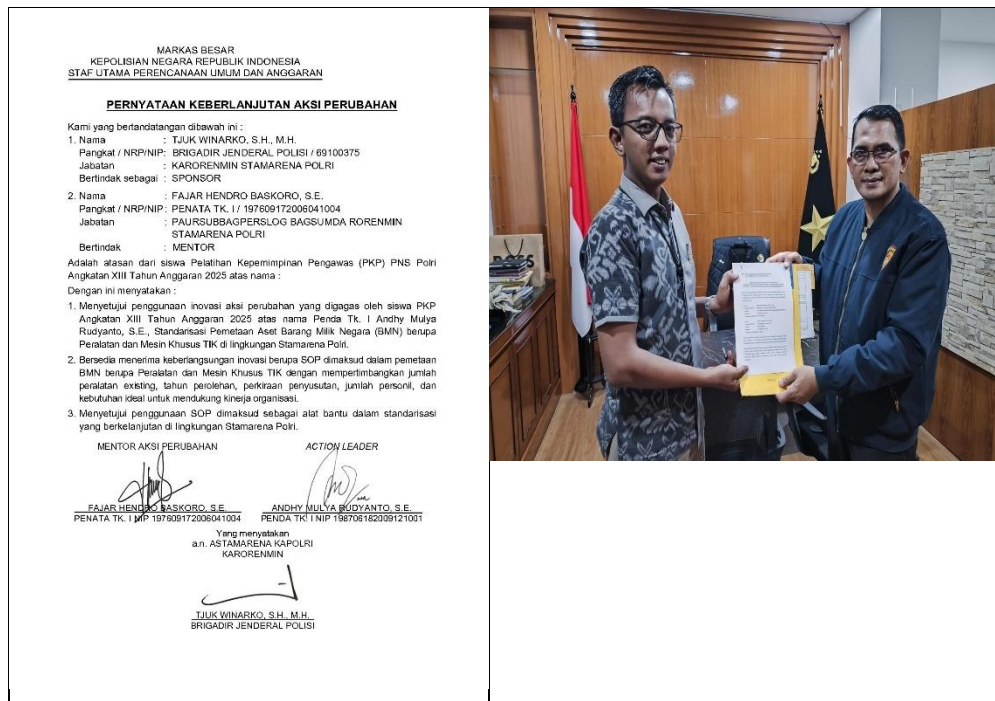 MARKAS BESAR
KEPOLISIAN NEGARA REPUBLIK INDONESIA
STAF UTAMA PERENCANAAN UMUM DAN ANGGARAN
PERNYATAAN KEBERLANJUTAN AKSI PERUBAHAN
Kami yang bertandatangan dibawah ini :
1. Nama : TJUK WINARKO, S.H., M.H.
Pangkat / NRP/NIP: BRIGADIR JENDERAL POLISI / 69100375
Jabatan : KARORENMIN STAMARENA POLRI
Bertindak sebagai : SPONSOR
2. Nama : FAJAR HENDRO BASKORO, S.E.
Pangkat / NRP/NIP: PENATA TK. I / 197609172006041004
Jabatan : PAURSUBBAGPERSLOG BAGSUMDA RORENMIN
STAMARENA POLRI
Bertindak : MENTOR
Adalah atasan dari siswa Pelatihan Kepemimpinan Pengawas (PKP) PNS Polri
Angkatan XIII Tahun Anggaran 2025 atas nama :
Dengan ini menyatakan :
1. Menyetujui penggunaan inovasi aksi perubahan yang digagas oleh siswa PKP
Angkatan XIII Tahun Anggaran 2025 atas nama Penda Tk. I Andhy Mulya
Rudyanto, S.E., Standarisasi Pemetaan Aset Barang Milik Negara (BMN) berupa
Peralatan dan Mesin Khusus TIK di lingkungan Stamarena Polri.
2. Bersedia menerima keberlangsungan inovasi berupa SOP dimaksud dalam pemetaan
BMN berupa Peralatan dan Mesin Khusus TIK dengan mempertimbangkan jumlah
peralatan existing, tahun perolehan, perkiraan penyusutan, jumlah personil, dan
kebutuhan ideal untuk mendukung kinerja organisasi.
3. Menyetujui penggunaan SOP dimaksud sebagai alat bantu dalam standarisasi
yang berkelanjutan di lingkungan Stamarena Polri.
MENTOR AKSI PERUBAHAN
FAJAR HENDRO BASKORO, S.E.
PENATA TK. I NIP 197609172006041004
ACTION LEADER
ANDHY MULYA RUDYANTO, S.E.
PENDA TK. I NIP 198706182009121001
Yang menyatakan
a.n. ASTAMARENA KAPOLRI
KARORENMIN
TJUK WINARKO, S.H., M.H.
BRIGADIR JENDERAL POLISI